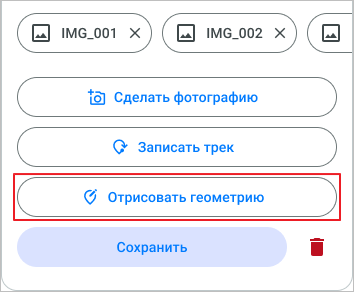 IMG_001 IMG_002
Сделать фотографию
Записать трек
Отрисовать геометрию
Сохранить